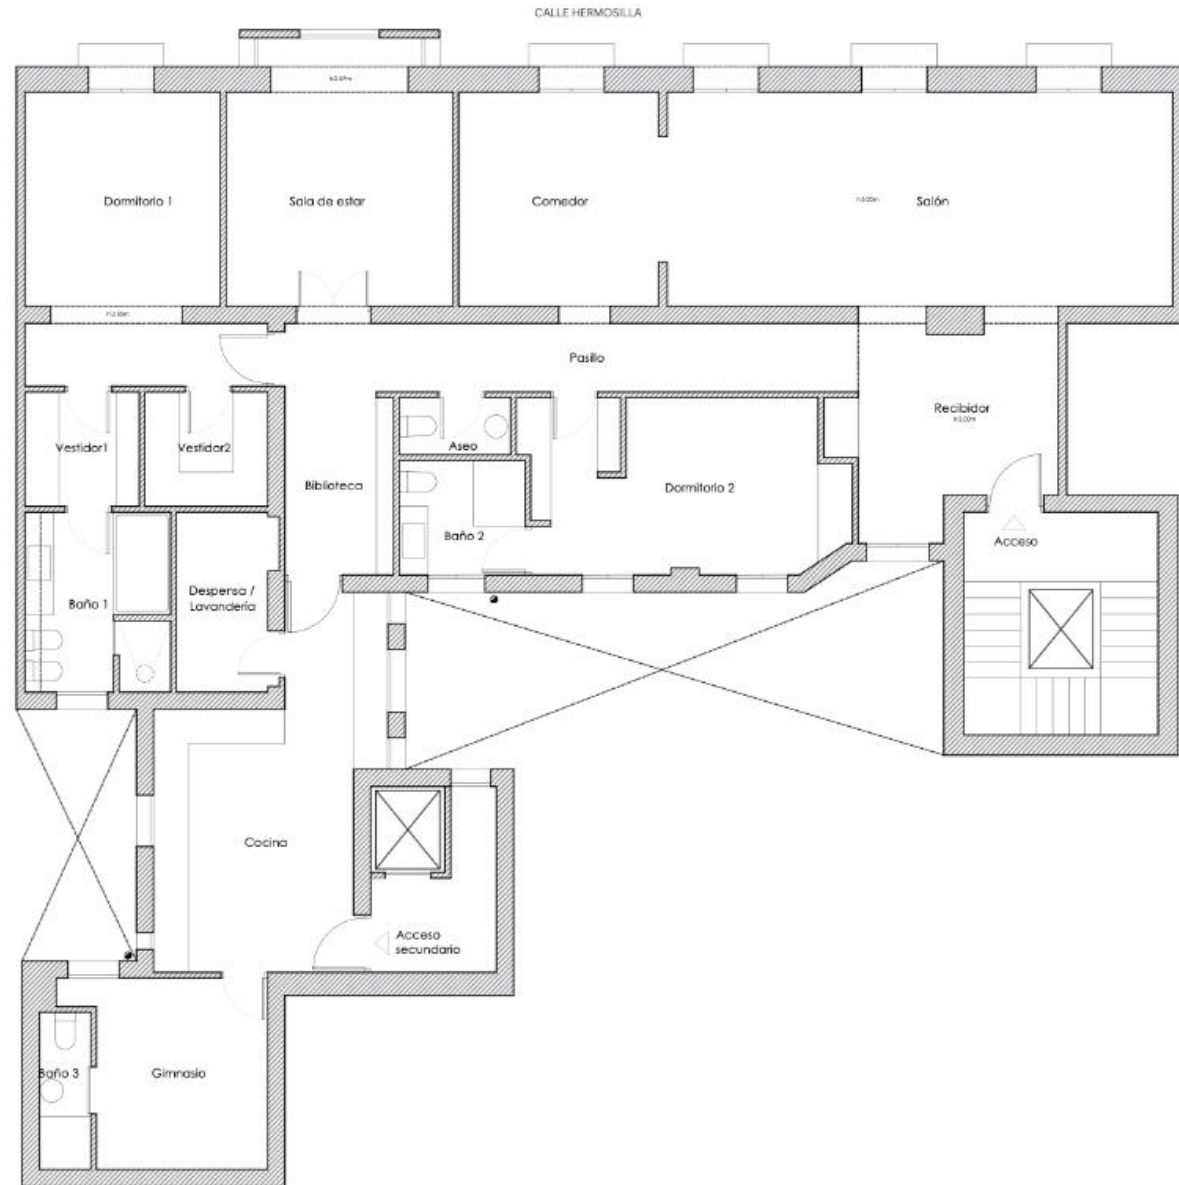 CALLE HERMOSILLA
Dormitorio 1
Sala de estar
Comedor
Salón
Pasillo
Recibidor
Vestidor1
Vestidor2
Aseo
Biblioteca
Dormitorio 2
Baño 2
Acceso
Baño 1
Despensa /
Lavandería
Cocina
Acceso
secundario
Baño 3
Gimnasio